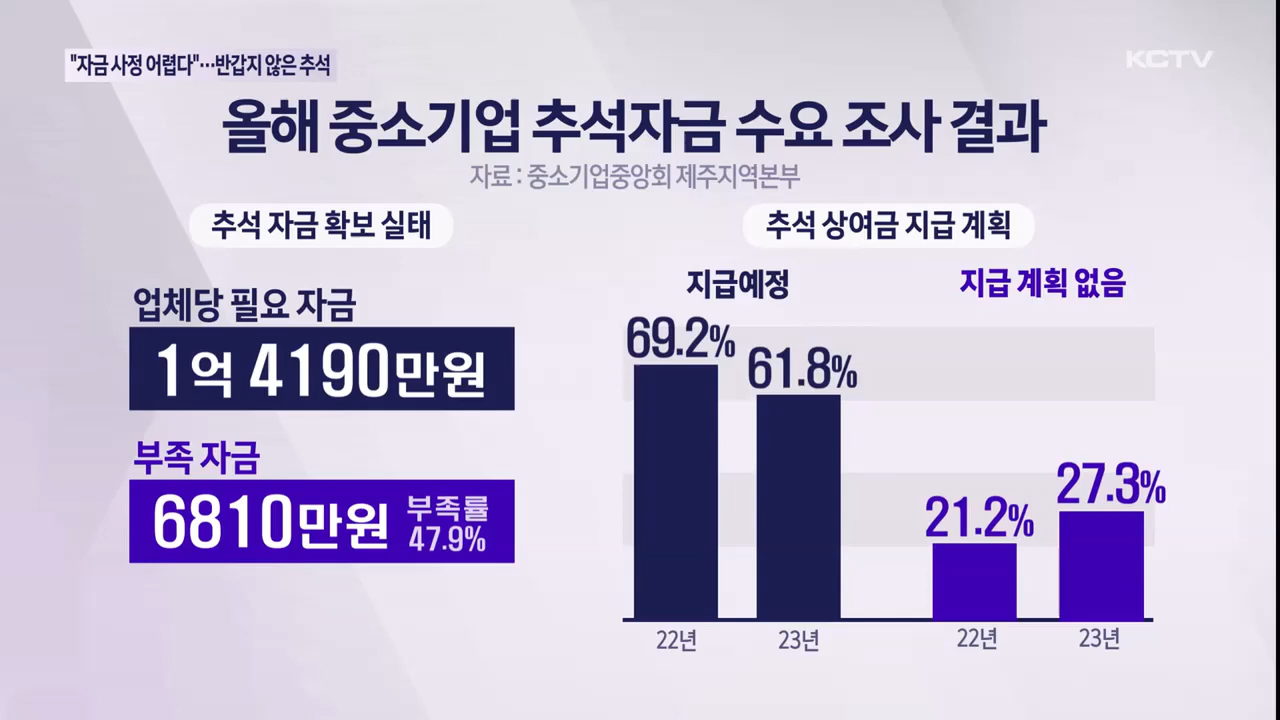 "자금 사정 어렵다"…반갑지 않은 추석
KCTV
올해 중소기업 추석자금 수요 조사 결과
자료 : 중소기업중앙회 제주지역본부
추석 자금 확보 실태
업체당 필요 자금
1억 4190만원
부족 자금
6810만원
부족률
47.9%
추석 상여금 지급 계획
지급예정
지급 계획 없음
69.2%
61.8%
21.2%
27.3%
22년
23년
22년
23년